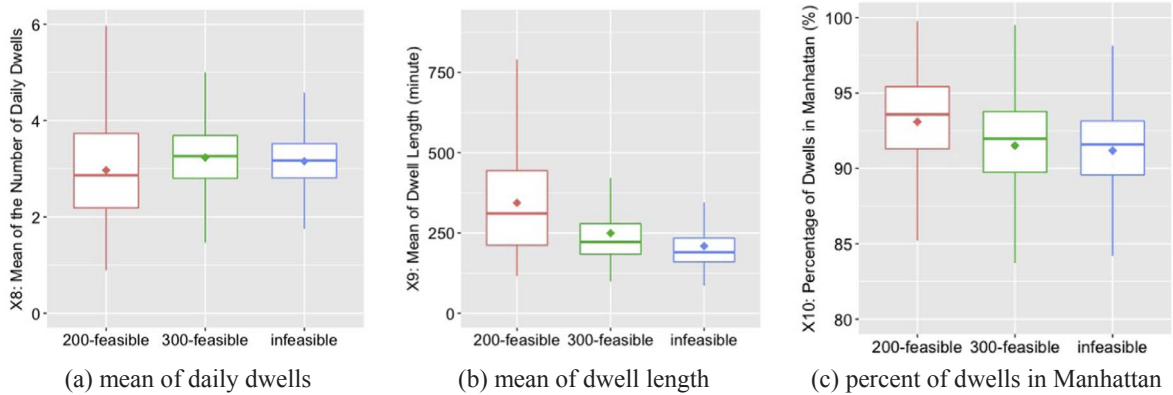 X8: Mean of the Number of Daily Dwells
6
4
2
0
200-feasible 300-feasible infeasible
(a) mean of daily dwells
X9: Mean of Dwell Length (minute)
750
500
250
0
200-feasible 300-feasible infeasible
(b) mean of dwell length
X10: Percentage of Dwells in Manhattan (%)
100
95
90
85
80
200-feasible 300-feasible infeasible
(c) percent of dwells in Manhattan